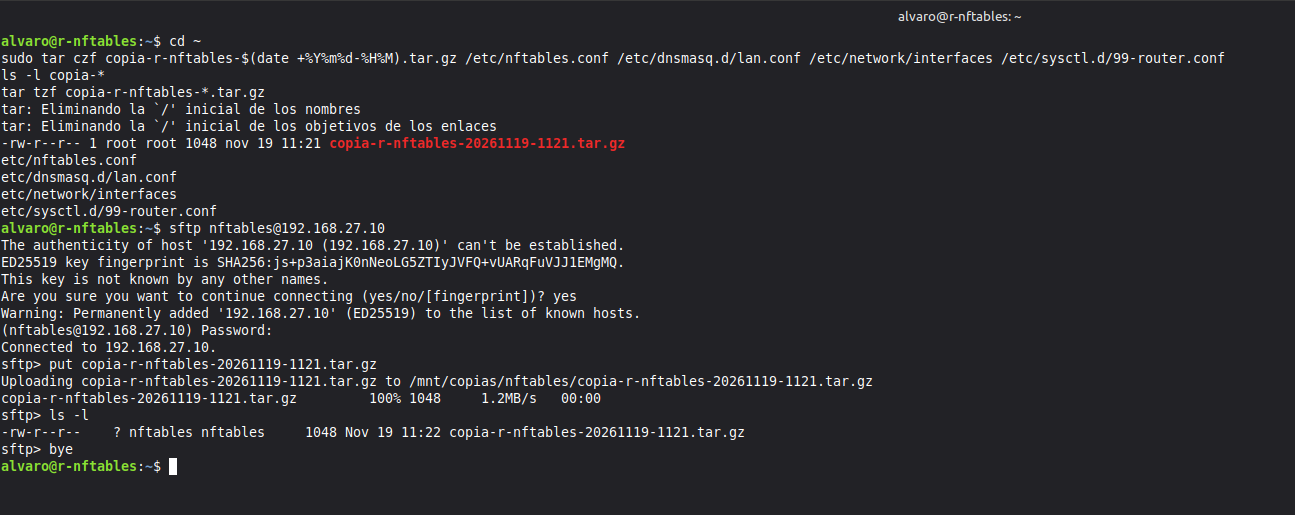 alvaro@r-nftables: ~
alvaro@r-nftables:~$ cd ~
sudo tar czf copia-r-nftables-$(date +%Y%m%d-%H%M).tar.gz /etc/nftables.conf /etc/dnsmasq.d/lan.conf /etc/network/interfaces /etc/sysctl.d/99-router.conf
ls -l copia-*
tar tzf copia-r-nftables-*.tar.gz
tar: Eliminando la `/' inicial de los nombres
tar: Eliminando la `/' inicial de los objetivos de los enlaces
-rw-r--r-- 1 root root 1048 nov 19 11:21 copia-r-nftables-20261119-1121.tar.gz
etc/nftables.conf
etc/dnsmasq.d/lan.conf
etc/network/interfaces
etc/sysctl.d/99-router.conf
alvaro@r-nftables:~$ sftp nftables@192.168.27.10
The authenticity of host '192.168.27.10 (192.168.27.10)' can't be established.
ED25519 key fingerprint is SHA256:js+p3aiajK0nNeoLG5ZTIyJVFQ+vUARqFuVJJ1EMgMQ.
This key is not known by any other names.
Are you sure you want to continue connecting (yes/no/[fingerprint])? yes
Warning: Permanently added '192.168.27.10' (ED25519) to the list of known hosts.
(nftables@192.168.27.10) Password:
Connected to 192.168.27.10.
sftp> put copia-r-nftables-20261119-1121.tar.gz
Uploading copia-r-nftables-20261119-1121.tar.gz to /mnt/copias/nftables/copia-r-nftables-20261119-1121.tar.gz
copia-r-nftables-20261119-1121.tar.gz         100% 1048     1.2MB/s   00:00
sftp> ls -l
-rw-r--r--    ? nftables nftables     1048 Nov 19 11:22 copia-r-nftables-20261119-1121.tar.gz
sftp> bye
alvaro@r-nftables:~$